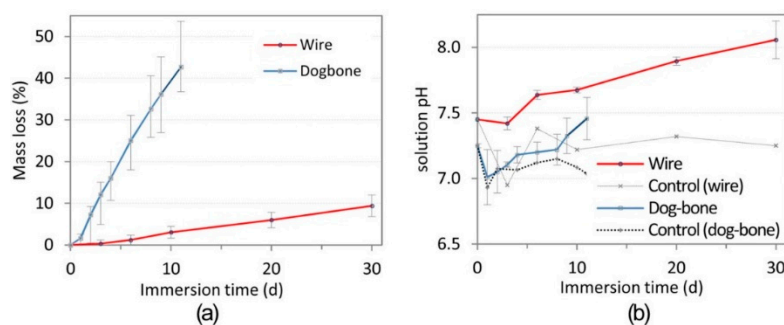 50
40
30
20
10
0
Mass loss (%)
Wire
Dogbone
0
10
20
30
Immersion time (d)
(a)
8.0
7.5
7.0
6.5
solution pH
Wire
Control (wire)
Dog-bone
Control (dog-bone)
0
10
20
30
Immersion time (d)
(b)